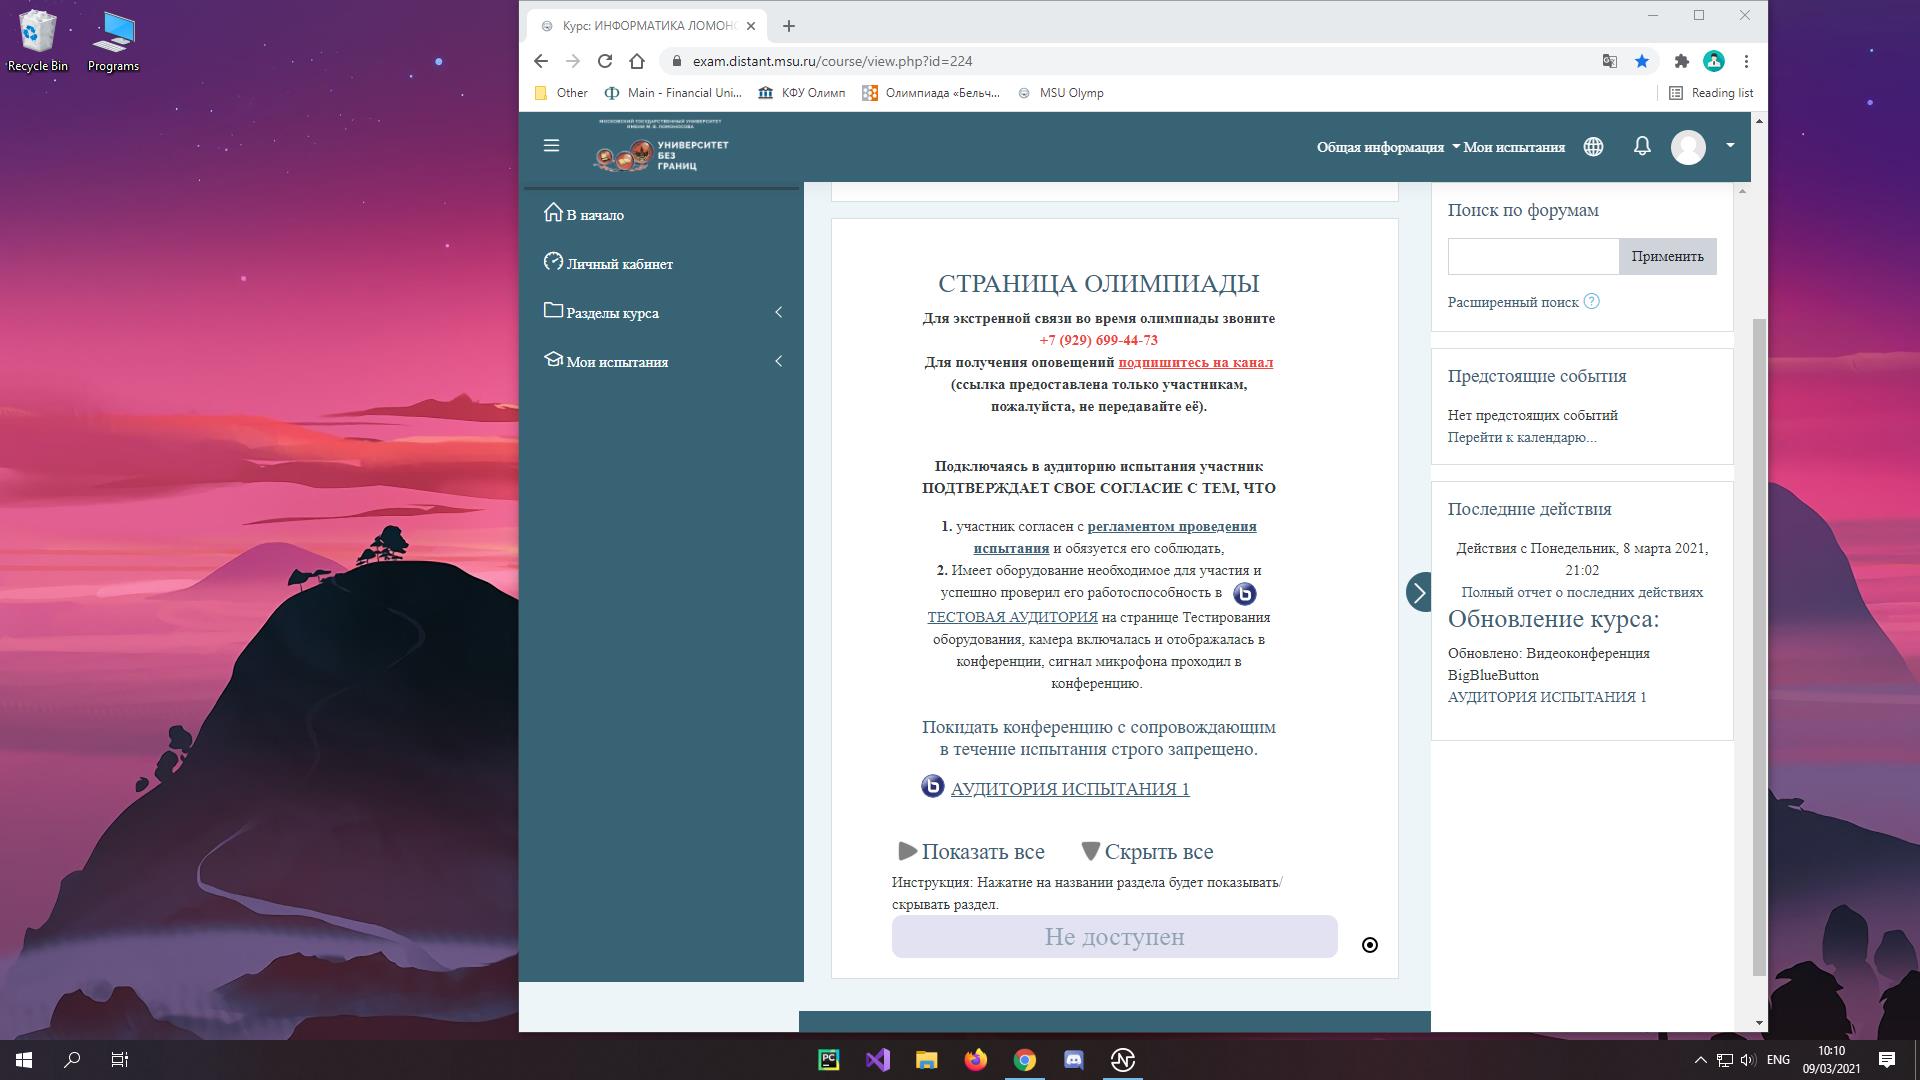 Recycle Bin
Programs
Курс: ИНФОРМАТИКА ЛОМОНО
exam.distant.msu.ru/course/view.php?id=224
Other
Main - Financial Uni...
КФУ Олимп
Олимпиада «Бельч...
MSU Olymp
Reading list
МОСКОВСКИЙ ГОСУДАРСТВЕННЫЙ УНИВЕРСИТЕТ
ИМЕНИ М. В. ЛОМОНОСОВА
УНИВЕРСИТЕТ
БЕЗ
ГРАНИЦ
Общая информация
Мои испытания
В начало
Личный кабинет
Разделы курса
Мои испытания
СТРАНИЦА ОЛИМПИАДЫ
Для экстренной связи во время олимпиады звоните
+7 (929) 699-44-73
Для получения оповещений подпишитесь на канал
(ссылка предоставлена только участникам,
пожалуйста, не передавайте её).
Подключаясь в аудиторию испытания участник
ПОДТВЕРЖДАЕТ СВОЕ СОГЛАСИЕ С ТЕМ, ЧТО
1. участник согласен с регламентом проведения
испытания и обязуется его соблюдать,
2. Имеет оборудование необходимое для участия и
успешно проверил его работоспособность в
ТЕСТОВАЯ АУДИТОРИЯ на странице Тестирования
оборудования, камера включалась и отображалась в
конференции, сигнал микрофона проходил в
конференцию.
Покидать конференцию с сопровождающим
в течение испытания строго запрещено.
АУДИТОРИЯ ИСПЫТАНИЯ 1
Показать все
Скрыть все
Инструкция: Нажатие на названии раздела будет показывать/
скрывать раздел.
Не доступен
Поиск по форумам
Применить
Расширенный поиск
Предстоящие события
Нет предстоящих событий
Перейти к календарю...
Последние действия
Действия с Понедельник, 8 марта 2021,
21:02
Полный отчет о последних действиях
Обновление курса:
Обновлено: Видеоконференция
BigBlueButton
АУДИТОРИЯ ИСПЫТАНИЯ 1
PC
ENG
10:10
09/03/2021